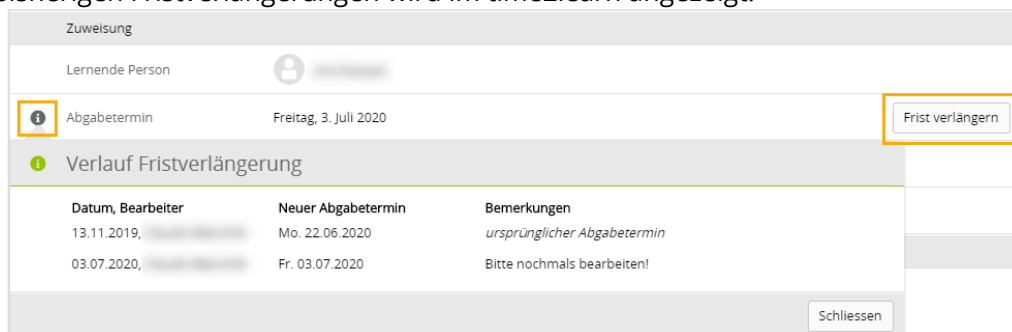 Zuweisung
Lernende Person
Abgabetermin Freitag, 3. Juli 2020 Frist verlängern
Verlauf Fristverlängerung
Datum, Bearbeiter Neuer Abgabetermin Bemerkungen
13.11.2019, Mo. 22.06.2020 ursprünglicher Abgabetermin
03.07.2020, Fr. 03.07.2020 Bitte nochmals bearbeiten!
Schliessen